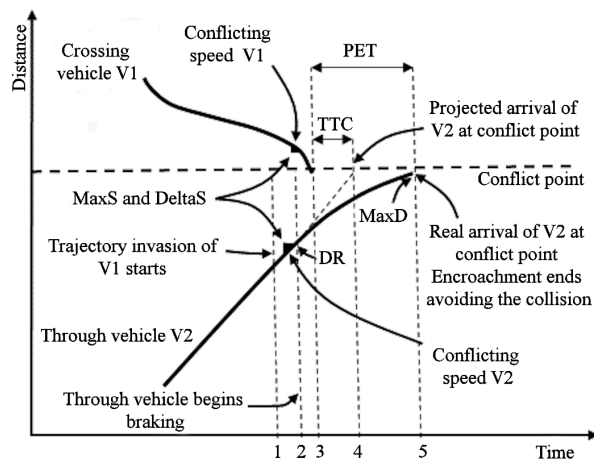 Distance
Crossing
vehicle V1
Conflicting
speed V1
PET
TTC
Projected arrival of
V2 at conflict point
Conflict point
MaxS and DeltaS
MaxD
Trajectory invasion of
V1 starts
DR
Real arrival of V2 at
conflict point
Encroachment ends
avoiding the collision
Through vehicle V2
Conflicting
speed V2
Through vehicle begins
braking
1 2 3 4 5 Time